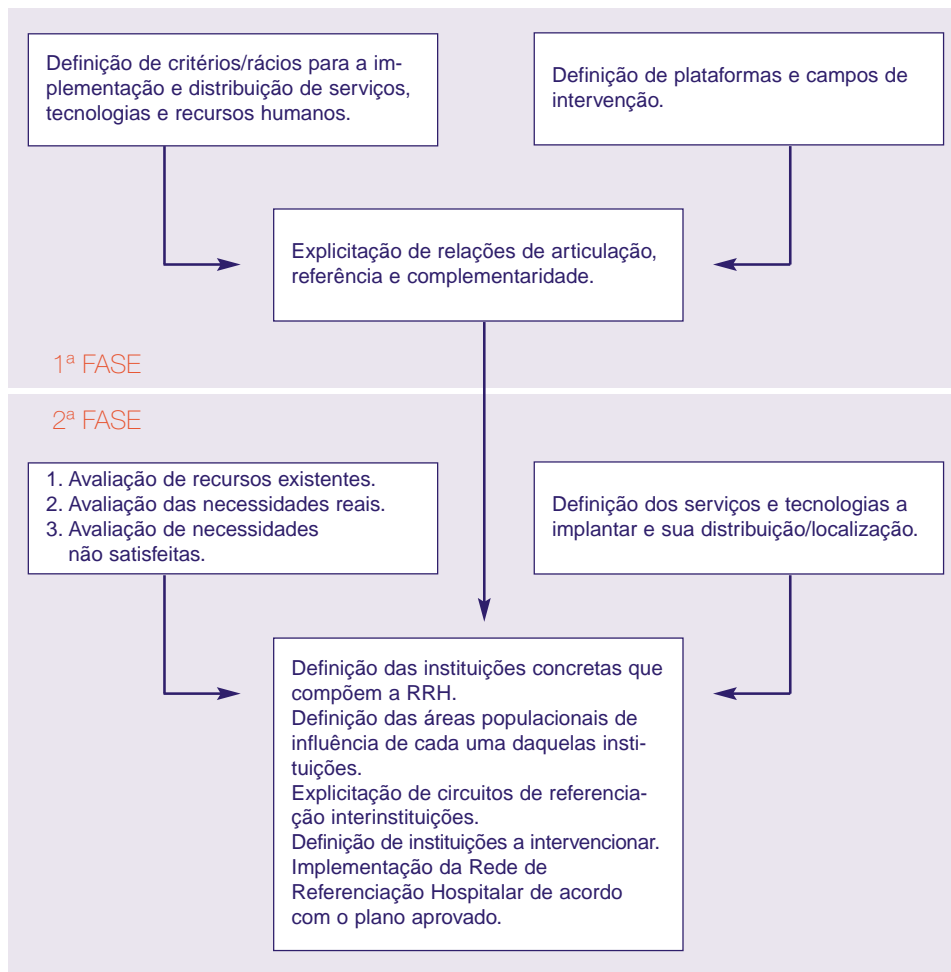 Definição de critérios/rácios para a im-
plementação e distribuição de serviços,
tecnologias e recursos humanos.
Definição de plataformas e campos de
intervenção.
Explicitação de relações de articulação,
referência e complementaridade.
1ª FASE
2ª FASE
1. Avaliação de recursos existentes.
2. Avaliação das necessidades reais.
3. Avaliação de necessidades
não satisfeitas.
Definição dos serviços e tecnologias a
implantar e sua distribuição/localização.
Definição das instituições concretas que
compõem a RRH.
Definição das áreas populacionais de
influência de cada uma daquelas insti-
tuições.
Explicitação de circuitos de referencia-
ção interinstituições.
Definição de instituições a intervencionar.
Implementação da Rede de
Referenciação Hospitalar de acordo
com o plano aprovado.